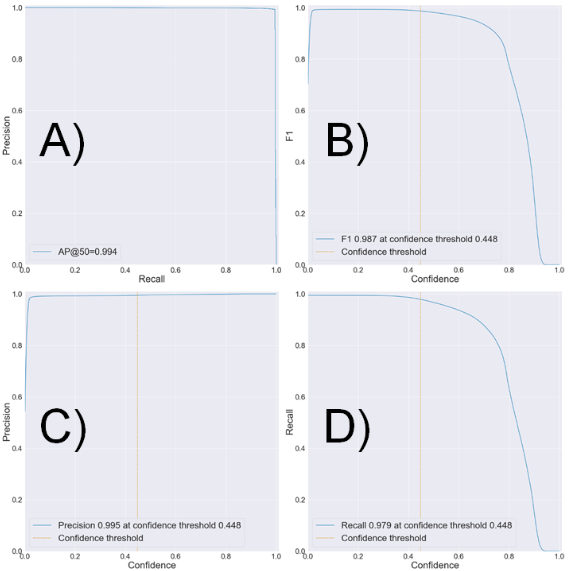 1.0
0.8
0.6
0.4
0.2
0.0
Precision
A)
AP@50=0.994
0.0 0.2 0.4 0.6 0.8 1.0
Recall
1.0
0.8
0.6
0.4
0.2
0.0
F1
B)
F1 0.987 at confidence threshold 0.448
Confidence threshold
0.0 0.2 0.4 0.6 0.8 1.0
Confidence
1.0
0.8
0.6
0.4
0.2
0.0
Precision
C)
Precision 0.995 at confidence threshold 0.448
Confidence threshold
0.0 0.2 0.4 0.6 0.8 1.0
Confidence
1.0
0.8
0.6
0.4
0.2
0.0
Recall
D)
Recall 0.979 at confidence threshold 0.448
Confidence threshold
0.0 0.2 0.4 0.6 0.8 1.0
Confidence